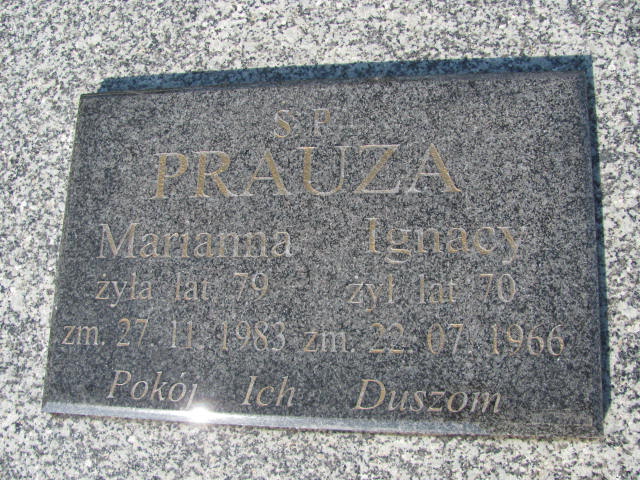 Ś P
PRAUZA
Marianna Ignacy
żyła lat 79 żył lat 70
zm. 27. 11. 1983 zm. 22. 07. 1966
Pokój Ich Duszom